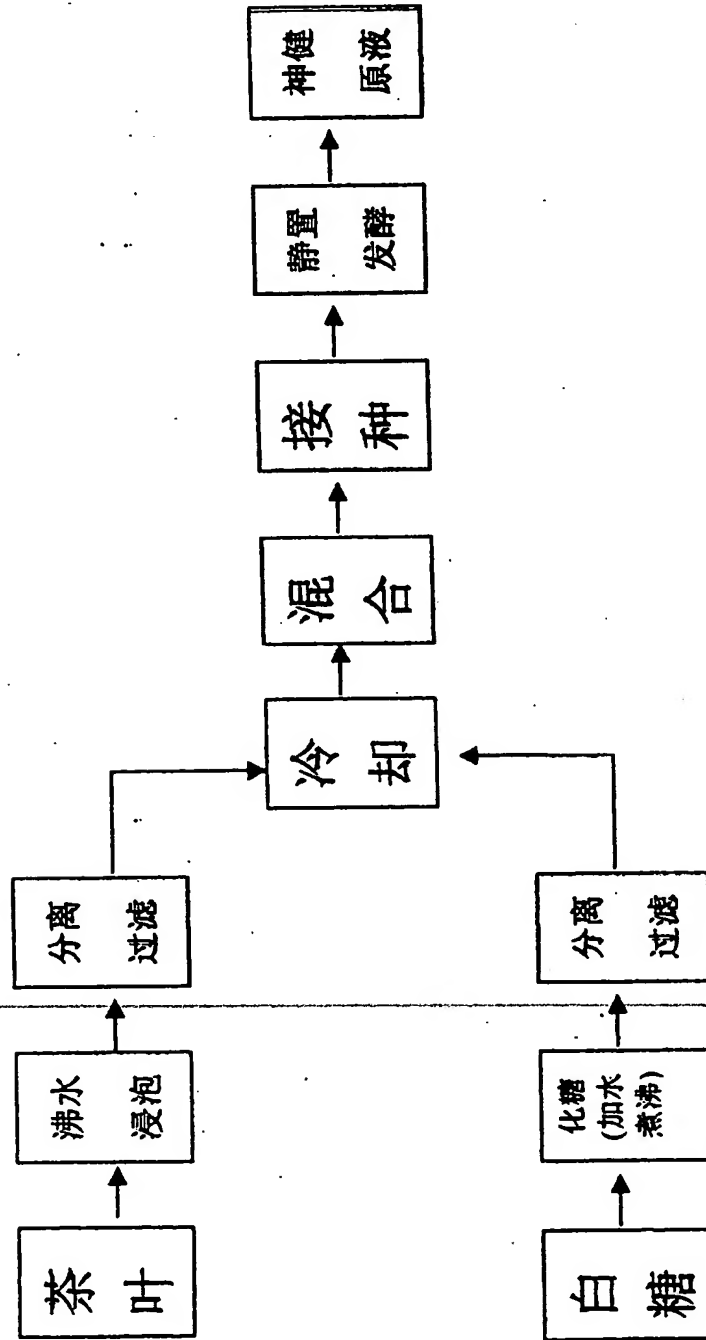 茶
叶
沸水
浸泡
分离
过滤
白
糖
化糖
(加水
煮沸)
分离
过滤
冷
却
混
合
接
种
静置
发酵
神健
原液